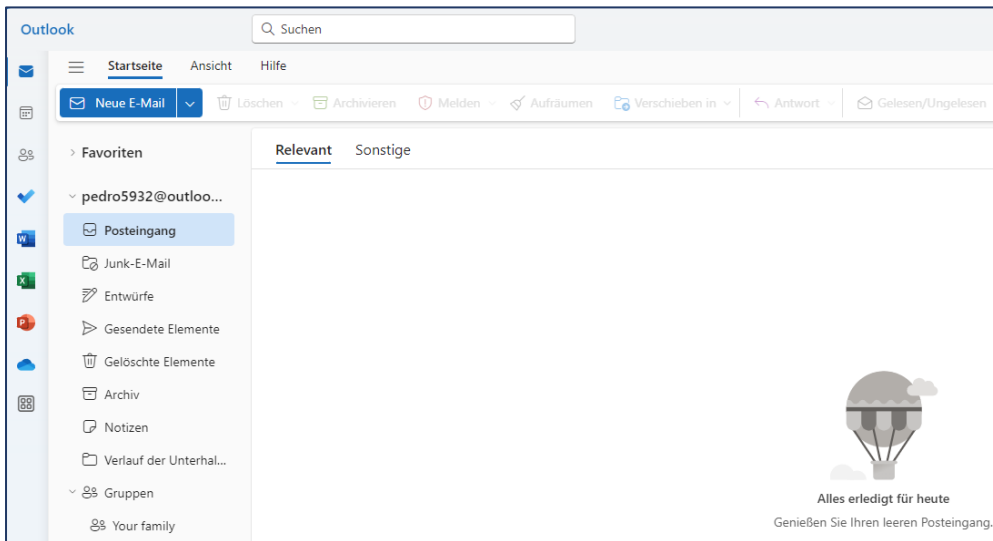 Outlook
Suchen
Startseite Ansicht Hilfe
Neue E-Mail Löschen Archivieren Melden Aufräumen Verschieben in Antwort Gelesen/Ungelesen
Favoriten
Relevant Sonstige
pedro5932@outloo...
Posteingang
Junk-E-Mail
Entwürfe
Gesendete Elemente
Gelöschte Elemente
Archiv
Notizen
Verlauf der Unterhal...
Gruppen
Your family
Alles erledigt für heute
Genießen Sie Ihren leeren Posteingang.